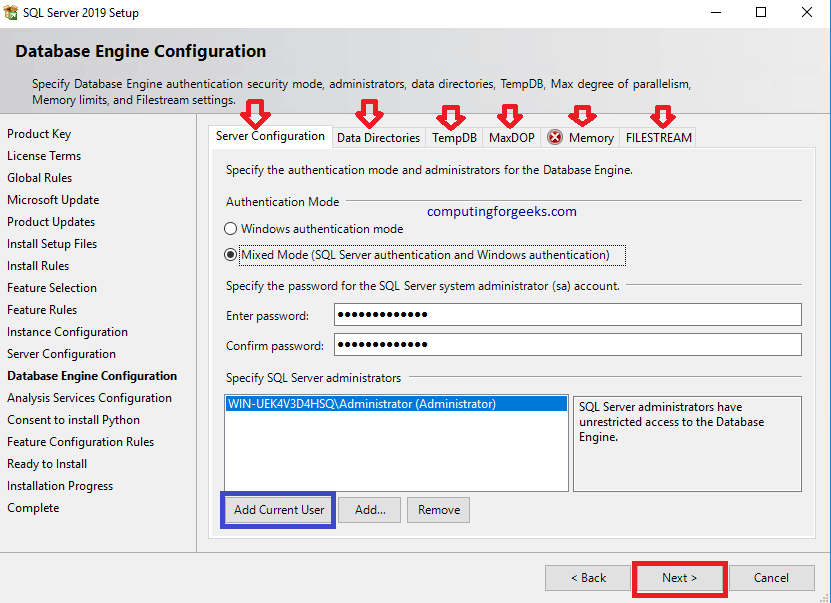 SQL Server 2019 Setup
Database Engine Configuration
Specify Database Engine authentication security mode, administrators, data directories, TempDB, Max degree of parallelism,
Memory limits, and Filestream settings.
Product Key
License Terms
Global Rules
Microsoft Update
Product Updates
Install Setup Files
Install Rules
Feature Selection
Feature Rules
Instance Configuration
Server Configuration
Database Engine Configuration
Analysis Services Configuration
Consent to install Python
Feature Configuration Rules
Ready to Install
Installation Progress
Complete
Server Configuration Data Directories TempDB MaxDOP Memory FILESTREAM
Specify the authentication mode and administrators for the Database Engine.
Authentication Mode
computingforgeeks.com
Windows authentication mode
Mixed Mode (SQL Server authentication and Windows authentication)
Specify the password for the SQL Server system administrator (sa) account.
Enter password: ●●●●●●●●●●●●●
Confirm password: ●●●●●●●●●●●●●
Specify SQL Server administrators
WIN-UEK4V3D4HSQ\Administrator (Administrator)
SQL Server administrators have
unrestricted access to the Database
Engine.
Add Current User Add... Remove
< Back Next > Cancel